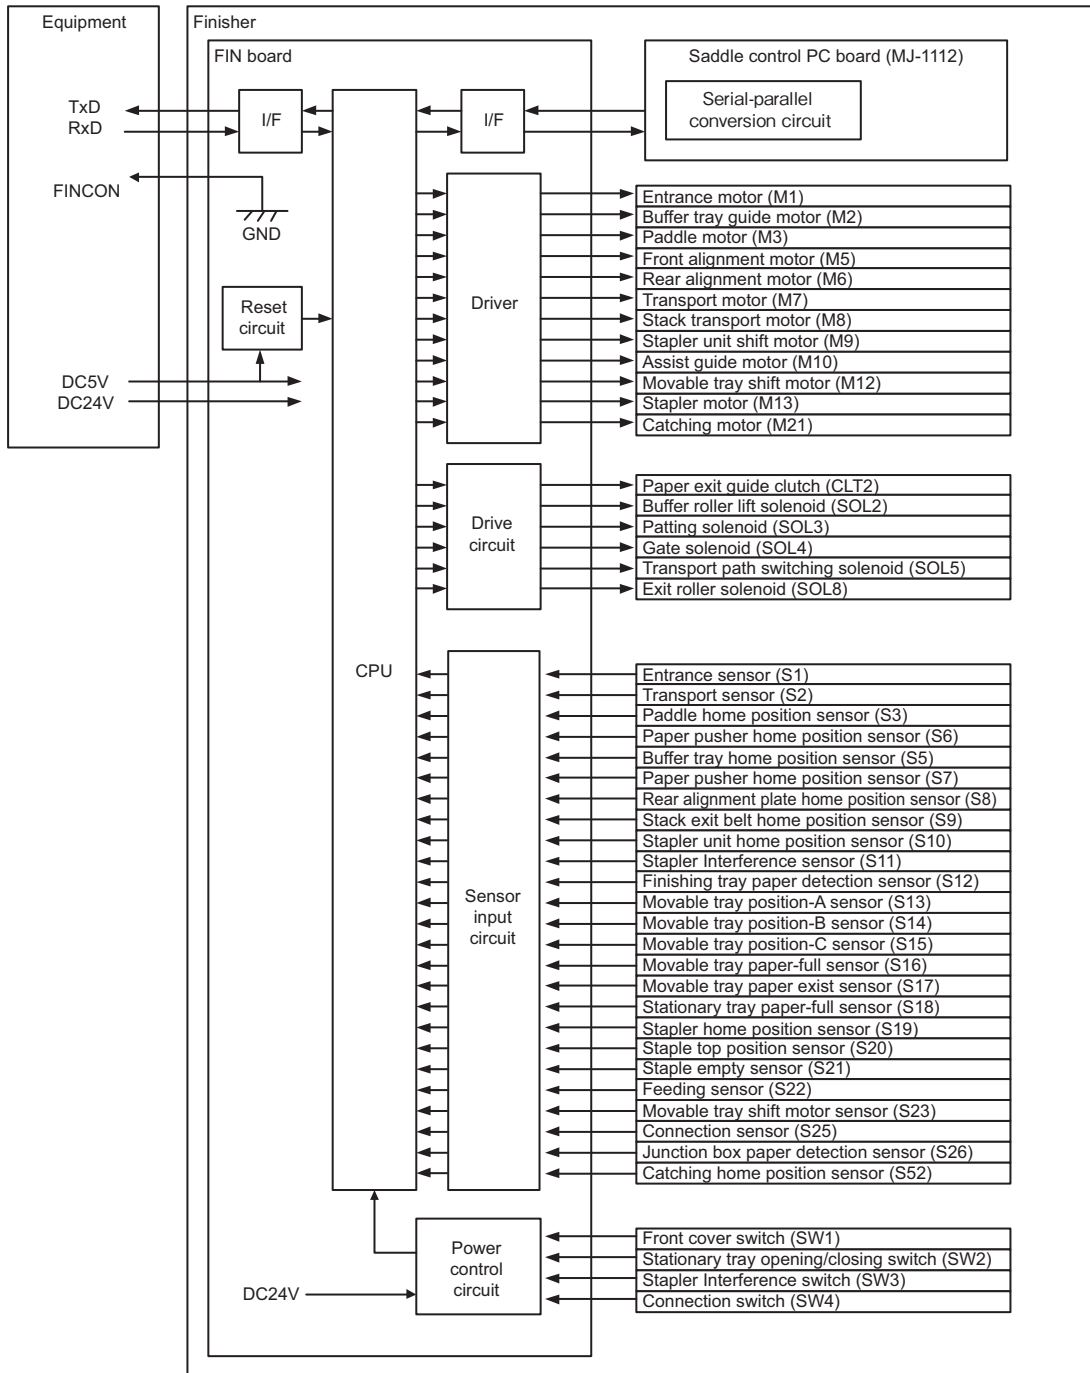 Equipment
Finisher
FIN board
Saddle control PC board (MJ-1112)
Serial-parallel
conversion circuit
TxD
RxD
I/F
I/F
FINCON
GND
Reset
circuit
DC5V
DC24V
Driver
Entrance motor (M1)
Buffer tray guide motor (M2)
Paddle motor (M3)
Front alignment motor (M5)
Rear alignment motor (M6)
Transport motor (M7)
Stack transport motor (M8)
Stapler unit shift motor (M9)
Assist guide motor (M10)
Movable tray shift motor (M12)
Stapler motor (M13)
Catching motor (M21)
Drive
circuit
Paper exit guide clutch (CLT2)
Buffer roller lift solenoid (SOL2)
Patting solenoid (SOL3)
Gate solenoid (SOL4)
Transport path switching solenoid (SOL5)
Exit roller solenoid (SOL8)
CPU
Sensor
input
circuit
Entrance sensor (S1)
Transport sensor (S2)
Paddle home position sensor (S3)
Paper pusher home position sensor (S6)
Buffer tray home position sensor (S5)
Paper pusher home position sensor (S7)
Rear alignment plate home position sensor (S8)
Stack exit belt home position sensor (S9)
Stapler unit home position sensor (S10)
Stapler Interference sensor (S11)
Finishing tray paper detection sensor (S12)
Movable tray position-A sensor (S13)
Movable tray position-B sensor (S14)
Movable tray position-C sensor (S15)
Movable tray paper-full sensor (S16)
Movable tray paper exist sensor (S17)
Stationary tray paper-full sensor (S18)
Stapler home position sensor (S19)
Staple top position sensor (S20)
Staple empty sensor (S21)
Feeding sensor (S22)
Movable tray shift motor sensor (S23)
Connection sensor (S25)
Junction box paper detection sensor (S26)
Catching home position sensor (S52)
Power
control
circuit
DC24V
Front cover switch (SW1)
Stationary tray opening/closing switch (SW2)
Stapler Interference switch (SW3)
Connection switch (SW4)